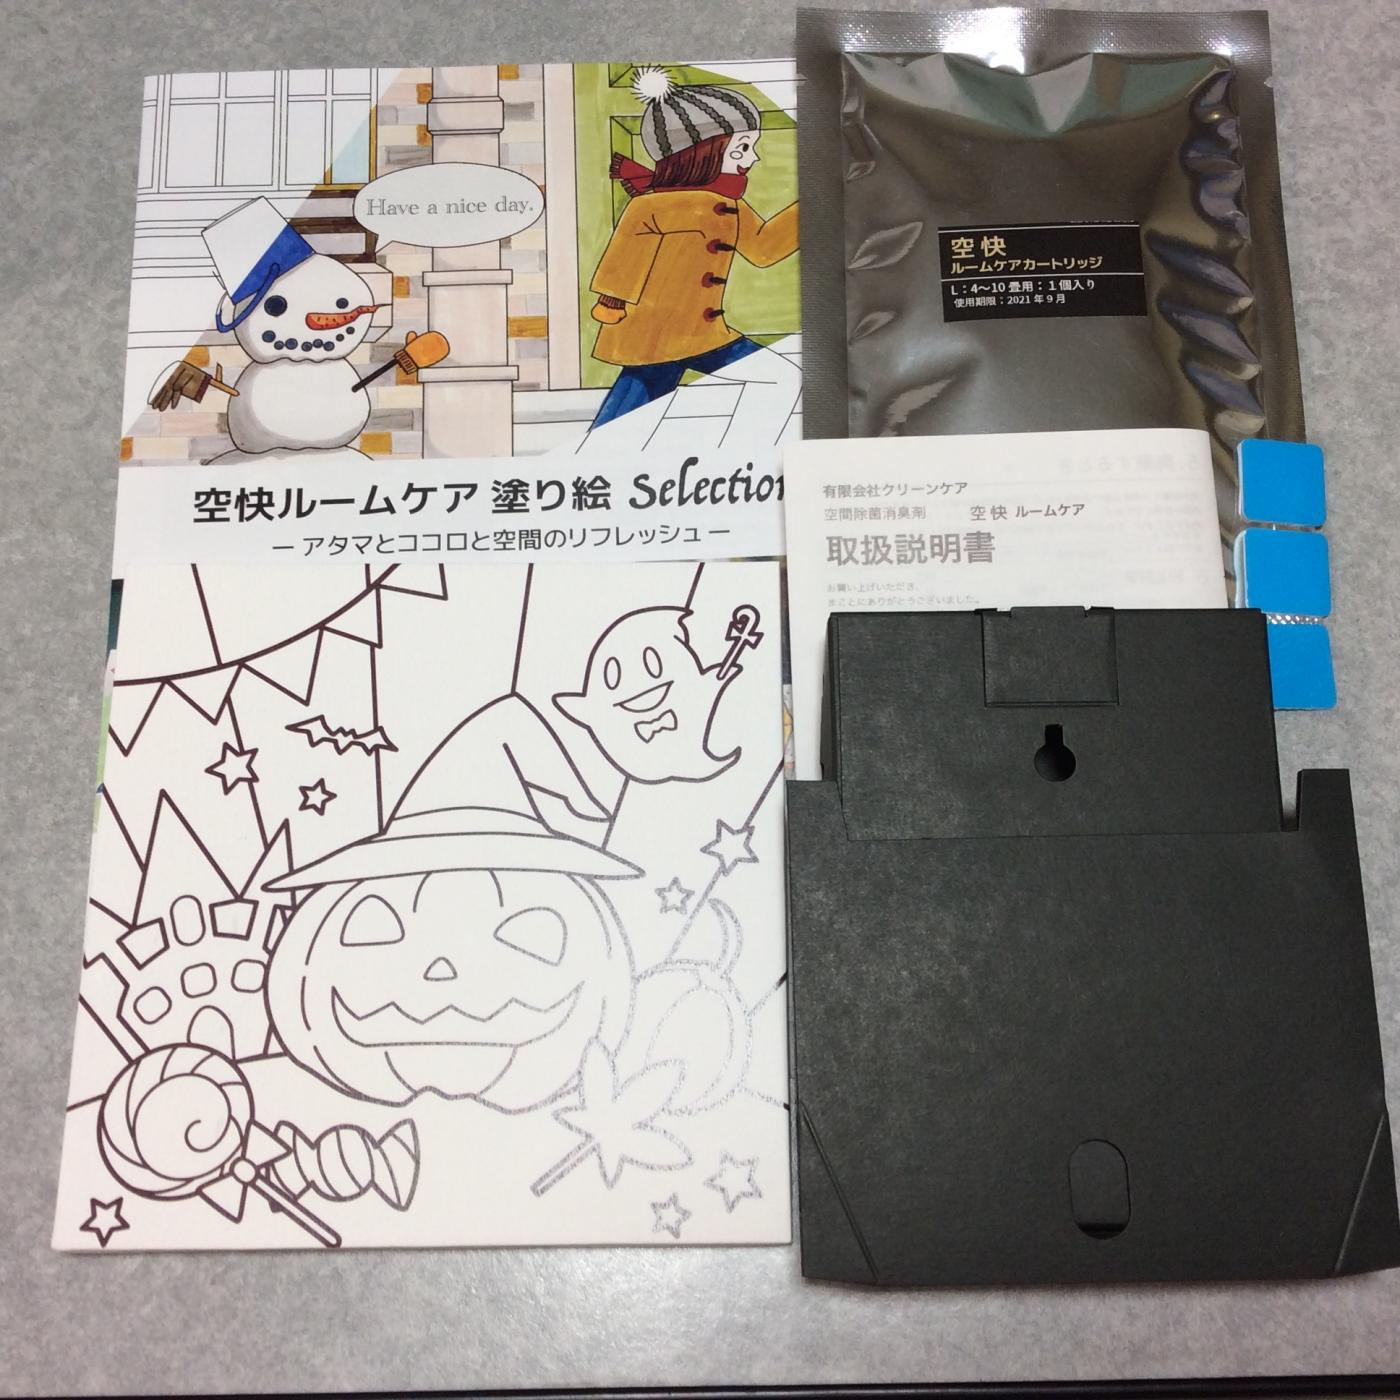 Have a nice day.
空快ルームケア 塗り絵 Selection
ー アタマとココロと空間のリフレッシュ ー
空快
ルームケアカートリッジ
L：4〜10 畳用：1個入り
使用期限：2021 年 9 月
有限会社クリーンケア
空間除菌消臭剤 空快 ルームケア
取扱説明書
お買い上げいただき、
まことにありがとうございました。